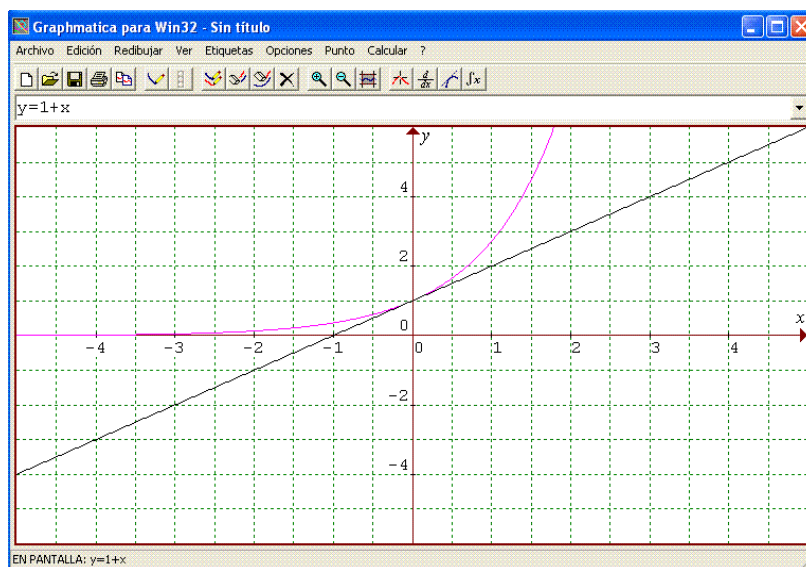 Graphmatica para Win32 - Sin título
Archivo Edición Redibujar Ver Etiquetas Opciones Punto Calcular ?
d
dx
∫x
y=1+x
y
4
2
0
x
-4 -3 -2 -1 0 1 2 3 4
-2
-4
EN PANTALLA: y=1+x